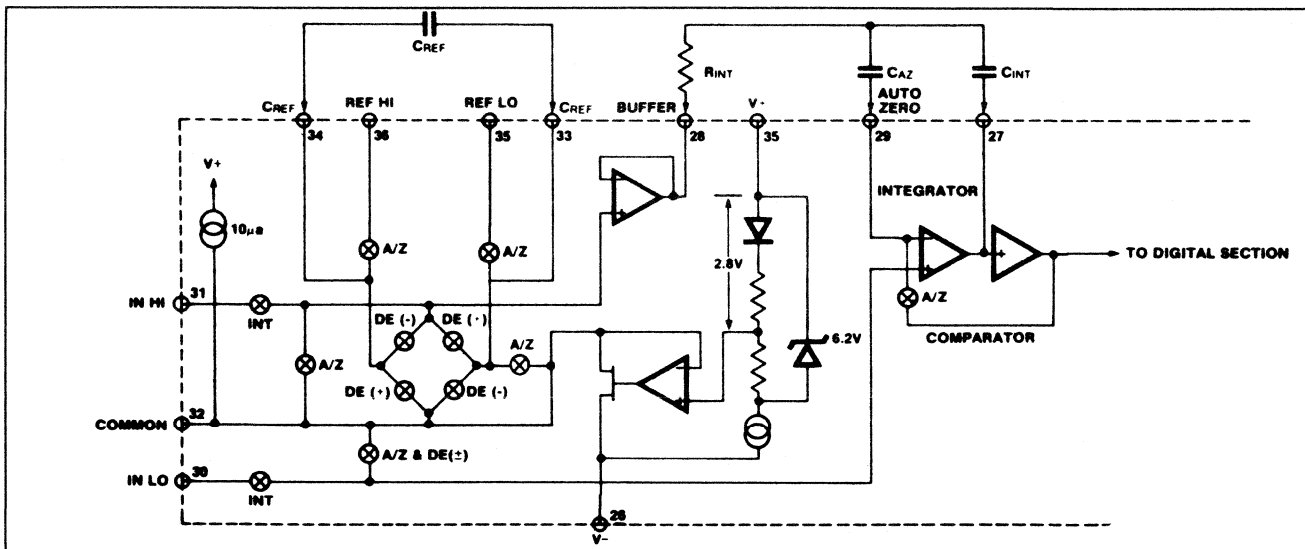 CREF
RINT
CAZ
CINT
CREF
REF HI
REF LO
CREF
BUFFER
V-
AUTO
ZERO
34
36
35
33
28
35
29
27
V+
10μa
A/Z
A/Z
2.8V
INTEGRATOR
TO DIGITAL SECTION
31
IN HI
INT
DE (-)
DE (·)
A/Z
A/Z
A/Z
6.2V
COMPARATOR
DE (+)
DE (-)
32
COMMON
A/Z & DE(±)
30
IN LO
INT
26
V-